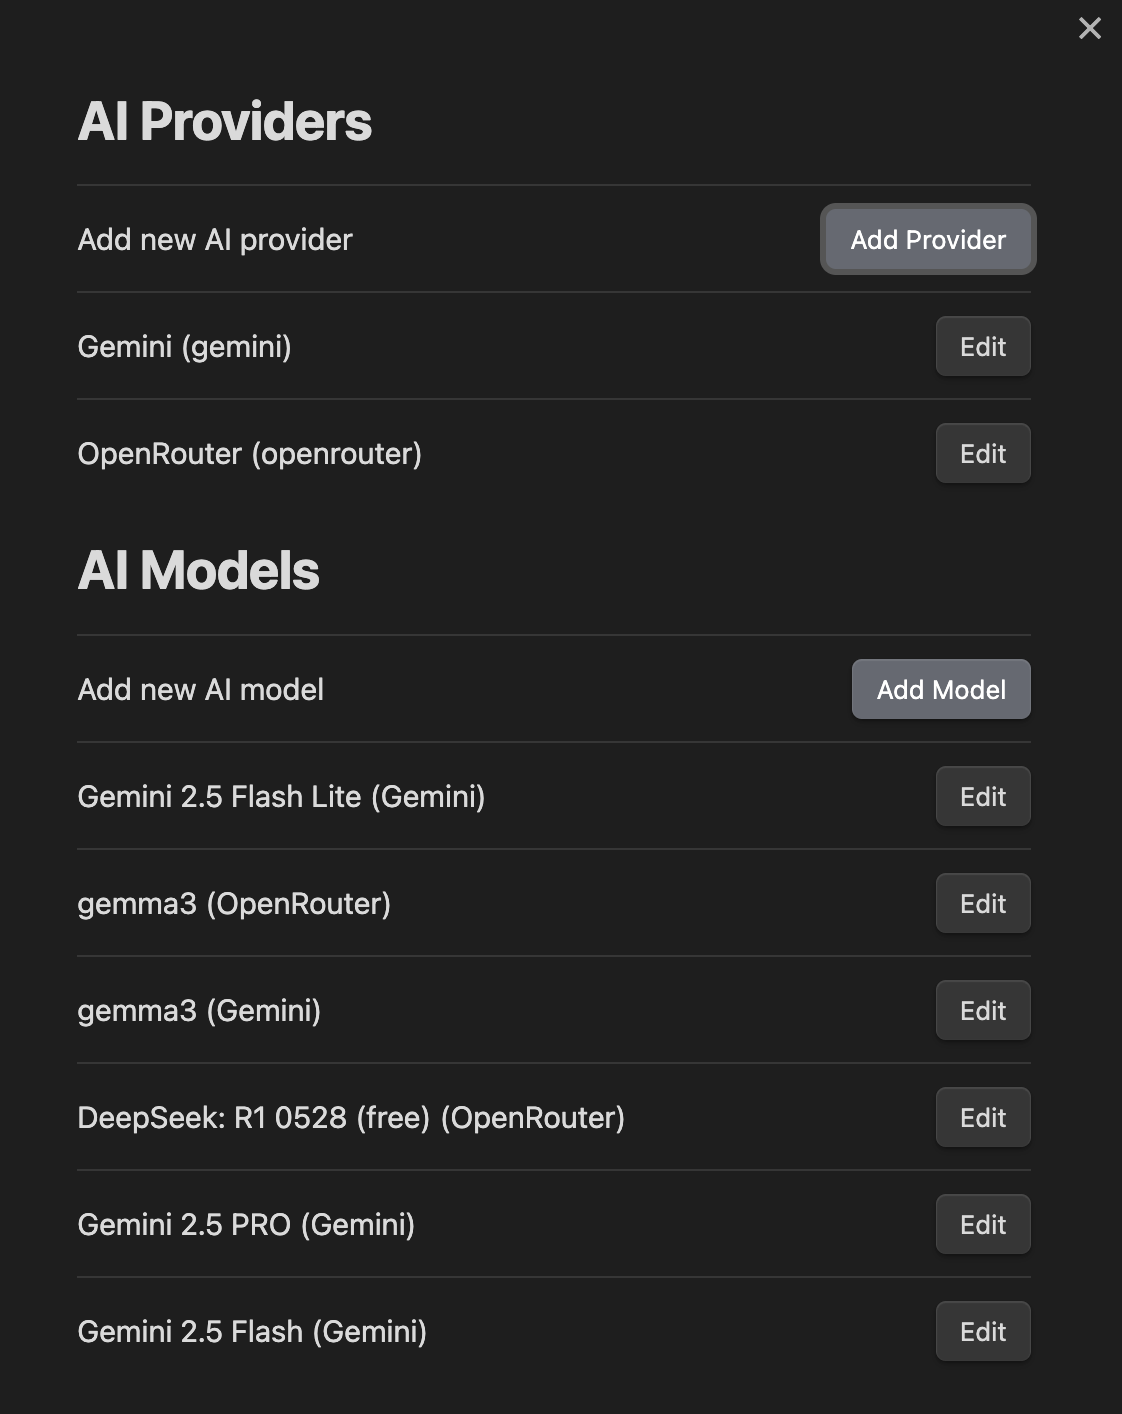 AI Providers
Add new AI provider
Add Provider
Gemini (gemini)
Edit
OpenRouter (openrouter)
Edit
AI Models
Add new AI model
Add Model
Gemini 2.5 Flash Lite (Gemini)
Edit
gemma3 (OpenRouter)
Edit
gemma3 (Gemini)
Edit
DeepSeek: R1 0528 (free) (OpenRouter)
Edit
Gemini 2.5 PRO (Gemini)
Edit
Gemini 2.5 Flash (Gemini)
Edit